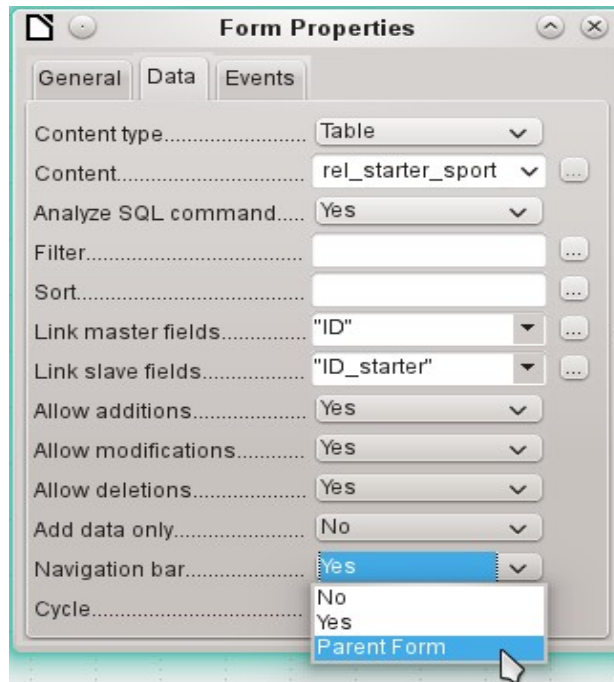 Form Properties
General Data Events
Content type........................ Table
Content................................ rel_starter_sport ...
Analyze SQL command..... Yes
Filter.................................... ...
Sort..................................... ...
Link master fields................ "ID" ...
Link slave fields.................. "ID_starter" ...
Allow additions.................... Yes
Allow modifications.............. Yes
Allow deletions.................... Yes
Add data only...................... No
Navigation bar..................... Yes
Cycle
No
Yes
Parent Form